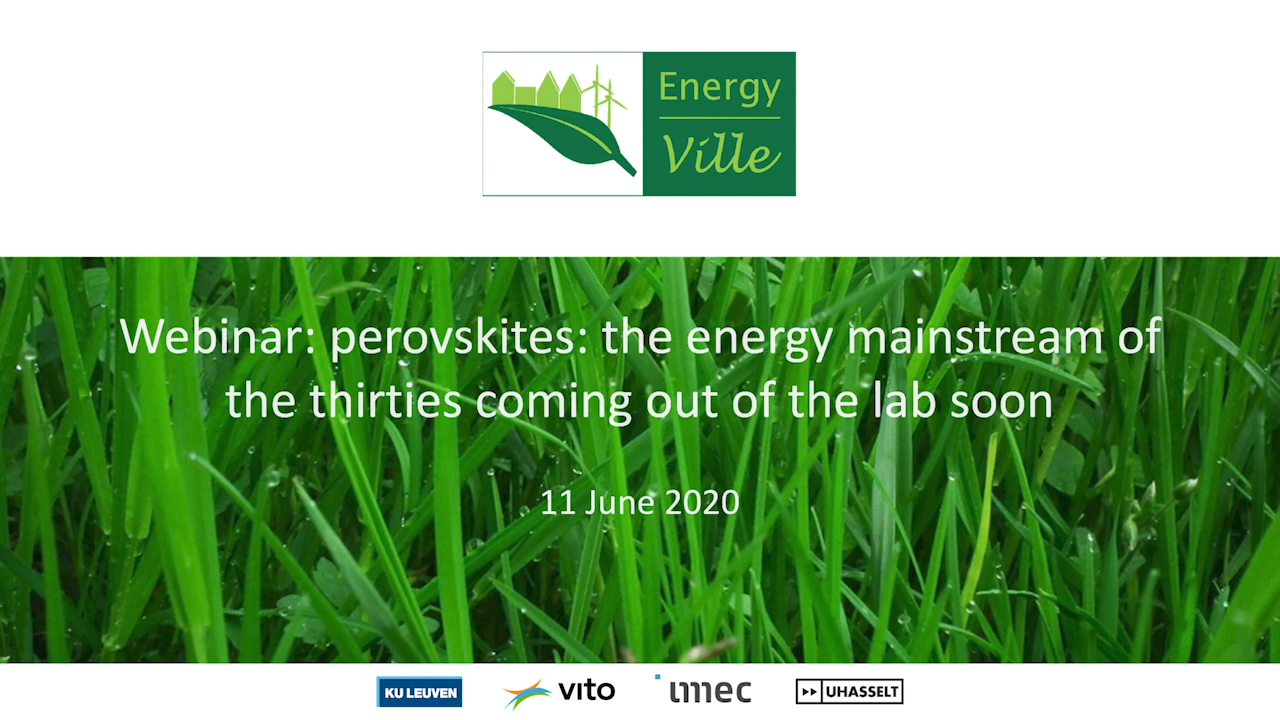 Energy
Ville
Webinar: perovskites: the energy mainstream of
the thirties coming out of the lab soon
11 June 2020
KU LEUVEN
vito
imec
UHASSELT